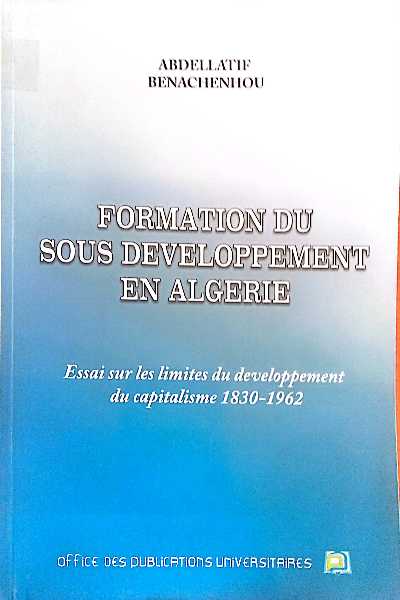 ABDELLATIF
BENACHENHOU
FORMATION DU
SOUS DEVELOPPEMENT
EN ALGERIE
Essai sur les limites du developpement
du capitalisme 1830-1962
OFFICE DES PUBLICATIONS UNIVERSITAIRES